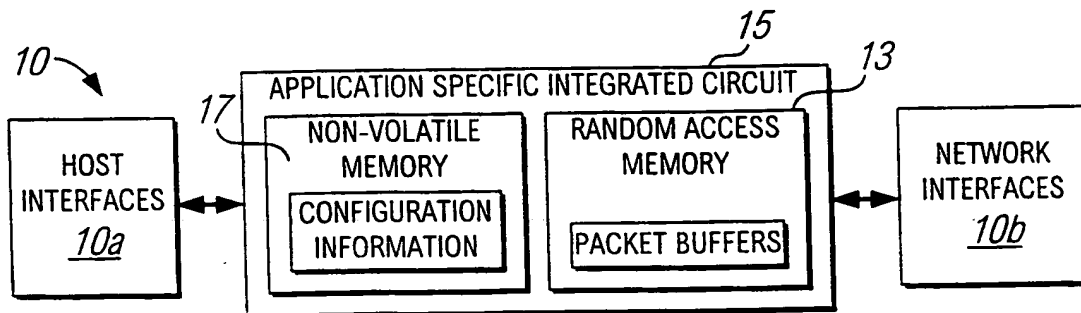 10
15
13
17
APPLICATION SPECIFIC INTEGRATED CIRCUIT
HOST
INTERFACES
10a
NON-VOLATILE
MEMORY
CONFIGURATION
INFORMATION
RANDOM ACCESS
MEMORY
PACKET BUFFERS
NETWORK
INTERFACES
10b